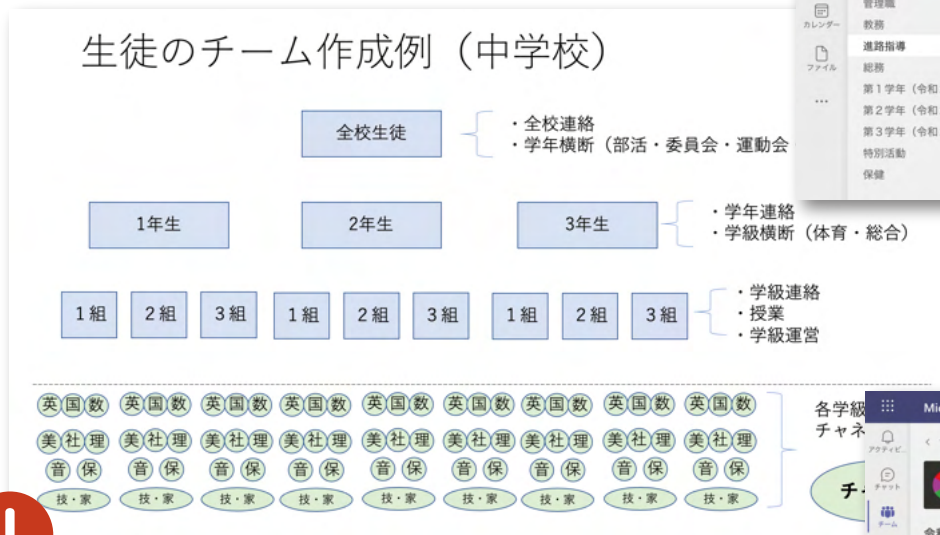 生徒のチーム作成例（中学校）
全校生徒
・全校連絡
・学年横断（部活・委員会・運動会
1年生
2年生
3年生
・学年連絡
・学級横断（体育・総合）
1組 2組 3組 1組 2組 3組 1組 2組 3組
・学級連絡
・授業
・学級運営
英国数 英国数 英国数 英国数 英国数 英国数 英国数 英国数 英国数
美社理 美社理 美社理 美社理 美社理 美社理 美社理 美社理 美社理
音保 音保 音保 音保 音保 音保 音保 音保 音保
技・家 技・家 技・家 技・家 技・家 技・家 技・家 技・家 技・家
各学級
チャネ
カレンダー
ファイル
…
管理職
教務
進路指導
総務
第1学年（令和
第2学年（令和
第3学年（令和
特別活動
保健
アクティビ...
チャット
チーム